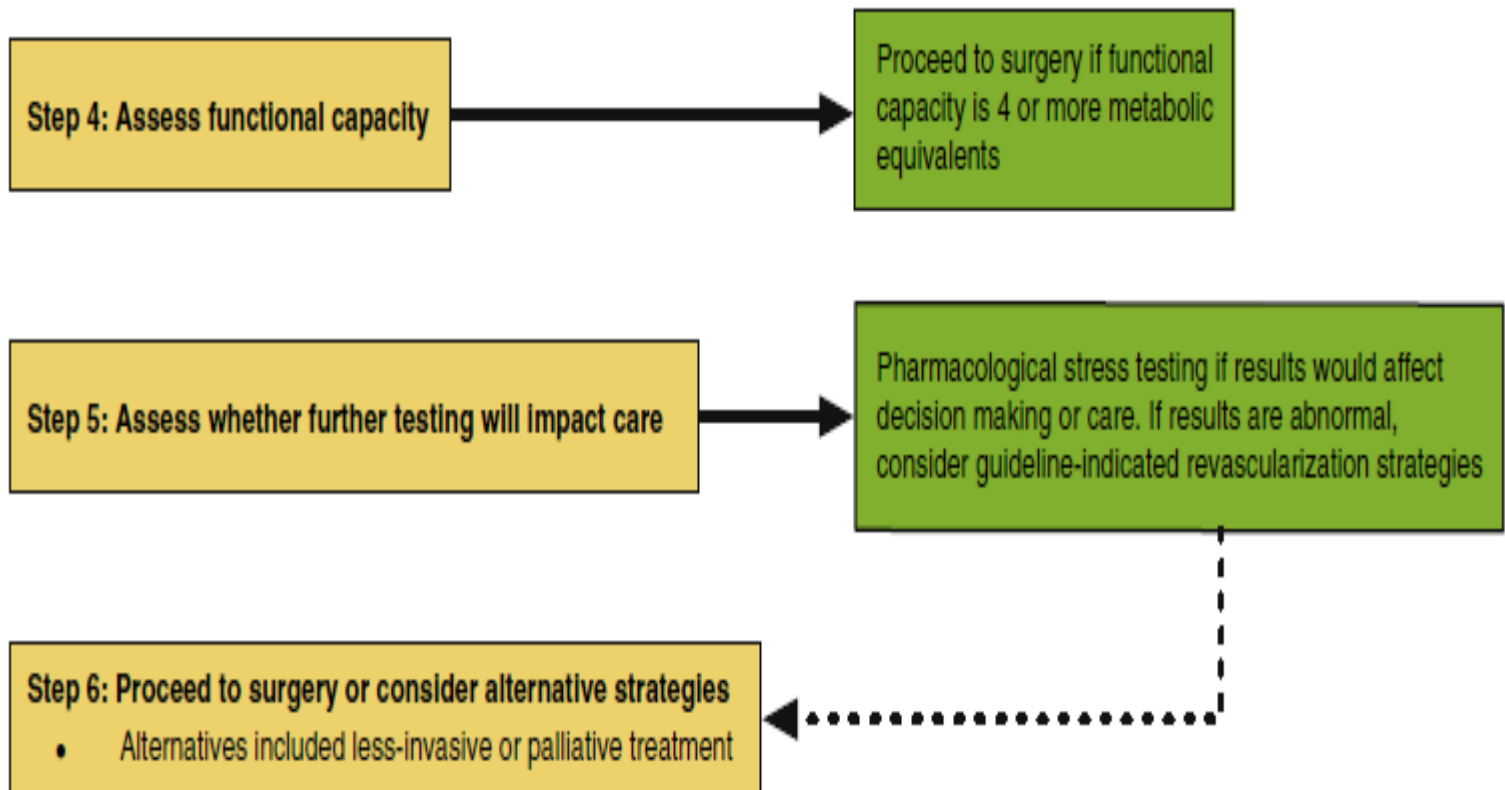 Step 4: Assess functional capacity
Proceed to surgery if functional
capacity is 4 or more metabolic
equivalents
Step 5: Assess whether further testing will impact care
Pharmacological stress testing if results would affect
decision making or care. If results are abnormal,
consider guideline-indicated revascularization strategies
Step 6: Proceed to surgery or consider alternative strategies
• Alternatives included less-invasive or palliative treatment